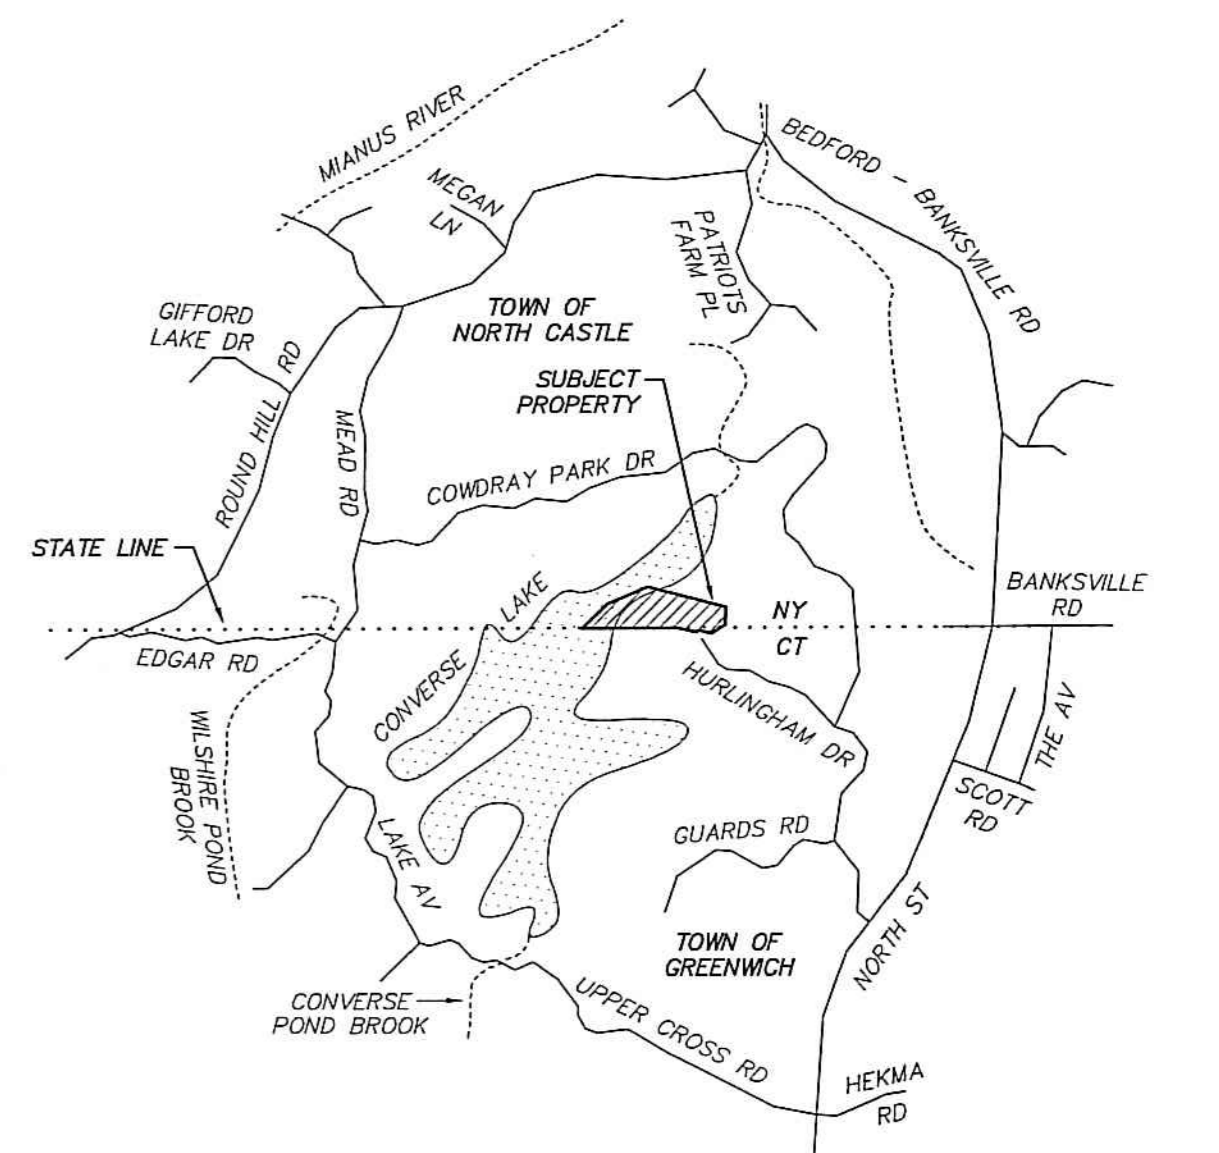 MIANUS RIVER
BEDFORD - BANKSVILLE RD
MEGAN
LN
PATRIOTS
FARM PL
GIFFORD
LAKE DR
TOWN OF
NORTH CASTLE
ROUND HILL RD
MEAD RD
SUBJECT
PROPERTY
COWDRAY PARK DR
STATE LINE
CONVERSE LAKE
NY
CT
BANKSVILLE
RD
EDGAR RD
HURLINGHAM DR
WILSHIRE POND
BROOK
THE AV
SCOTT
RD
LAKE AV
GUARDS RD
TOWN OF
GREENWICH
NORTH ST
CONVERSE
POND BROOK
UPPER CROSS RD
HEKMA
RD